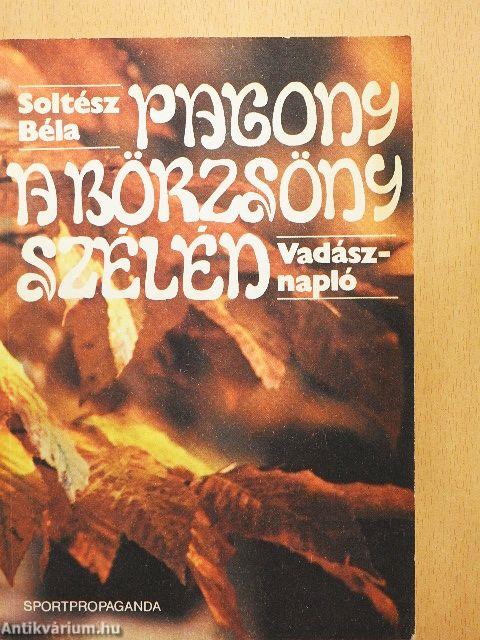 Soltész
Béla
PAGONY
A BÖRZSÖNY
SZÉLÉN
Vadász-
napló
SPORTPROPAGANDA
Antikvárium.hu